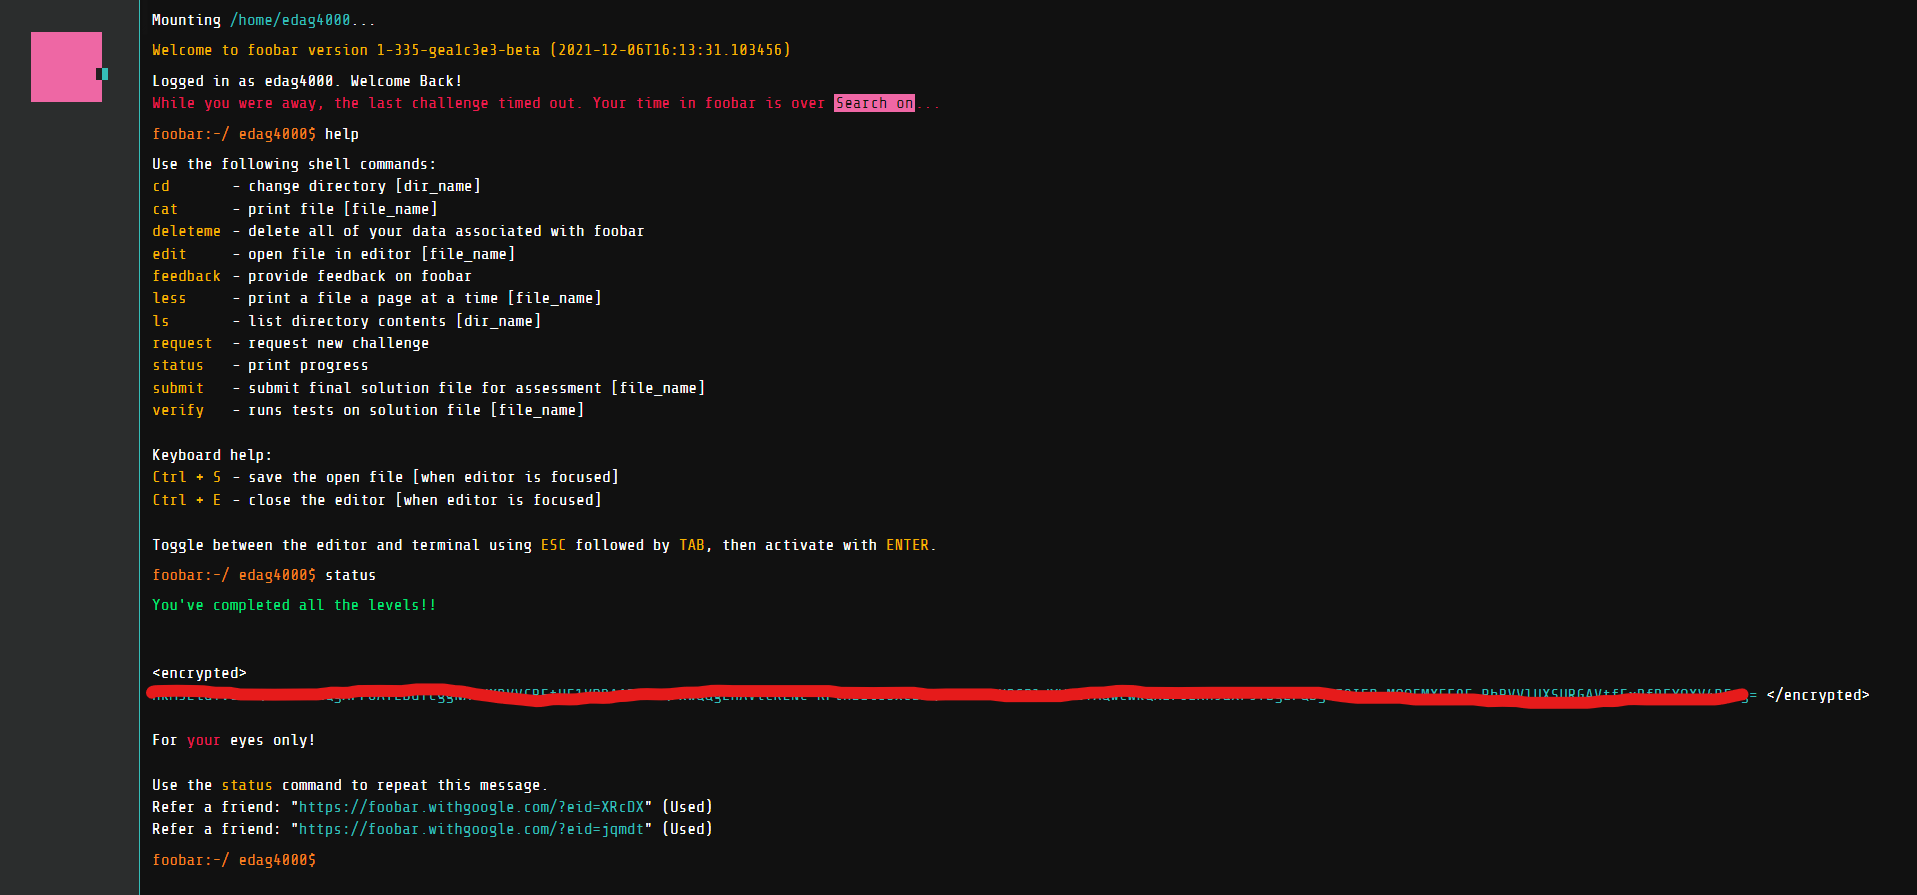 Mounting /home/edag4000...
Welcome to foobar version 1-335-gea1c3e3-beta (2021-12-06T16:13:31.103456)
Logged in as edag4000. Welcome Back!
While you were away, the last challenge timed out. Your time in foobar is over Search on...
foobar:~/ edag4000$ help
Use the following shell commands:
cd - change directory [dir_name]
cat - print file [file_name]
deleteme - delete all of your data associated with foobar
edit - open file in editor [file_name]
feedback - provide feedback on foobar
less - print a file a page at a time [file_name]
ls - list directory contents [dir_name]
request - request new challenge
status - print progress
submit - submit final solution file for assessment [file_name]
verify - runs tests on solution file [file_name]
Keyboard help:
Ctrl + S - save the open file [when editor is focused]
Ctrl + E - close the editor [when editor is focused]
Toggle between the editor and terminal using ESC followed by TAB, then activate with ENTER.
foobar:~/ edag4000$ status
You've completed all the levels!!
<encrypted>
</encrypted>
For your eyes only!
Use the status command to repeat this message.
Refer a friend: "https://foobar.withgoogle.com/?eid=XRcDX" (Used)
Refer a friend: "https://foobar.withgoogle.com/?eid=jqmdt" (Used)
foobar:~/ edag4000$